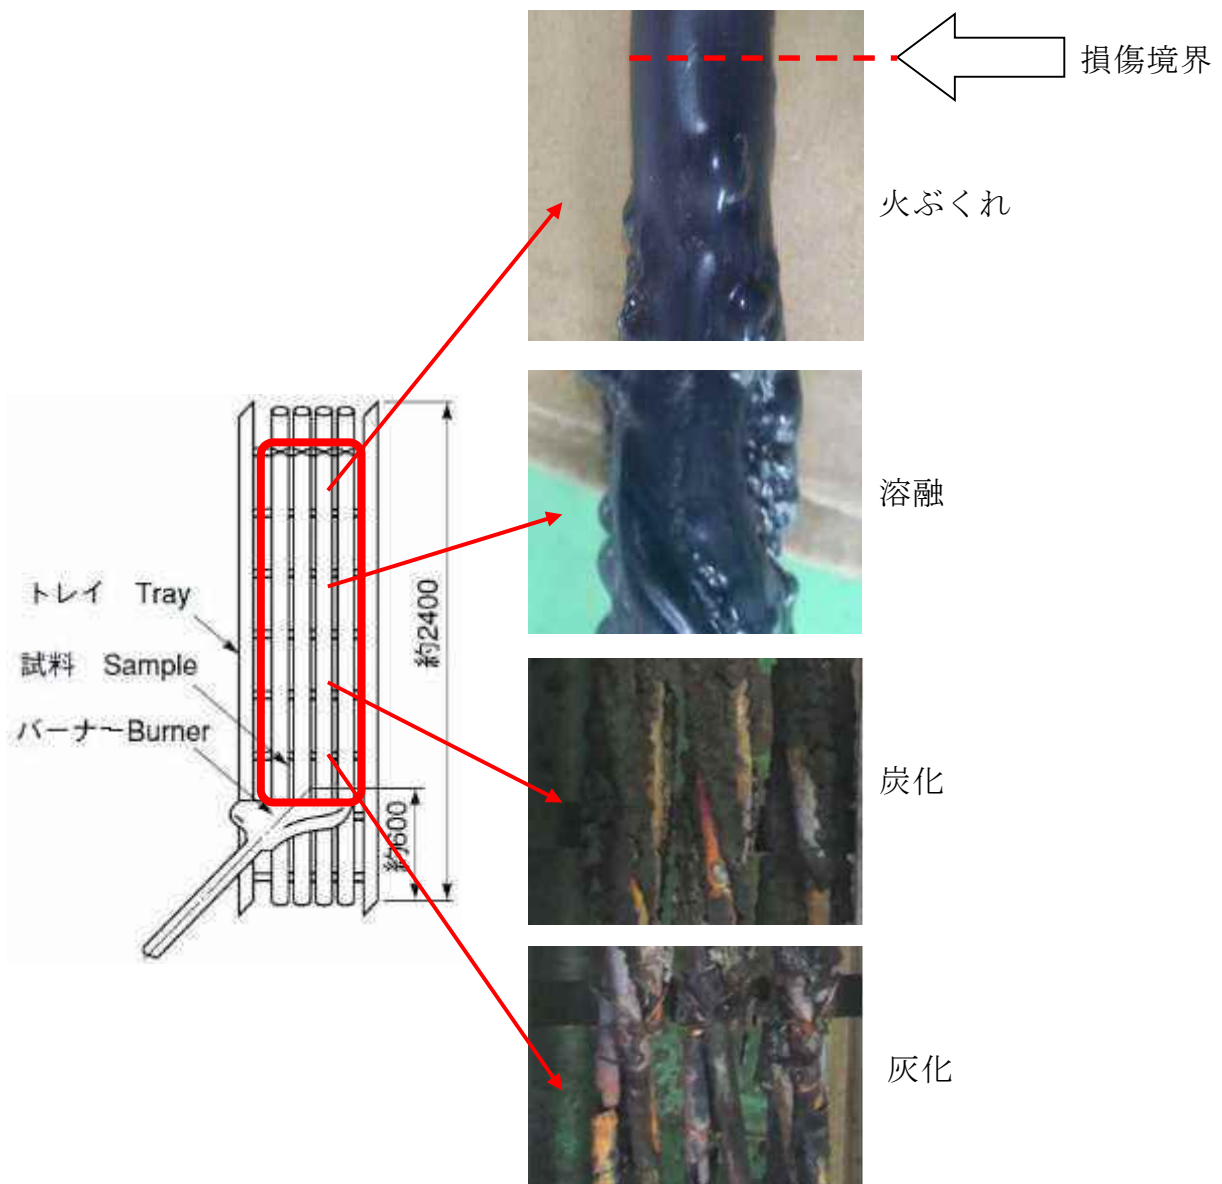 損傷境界
火ぶくれ
溶融
トレイ Tray
試料 Sample
バーナー Burner
約2400
約600
炭化
灰化